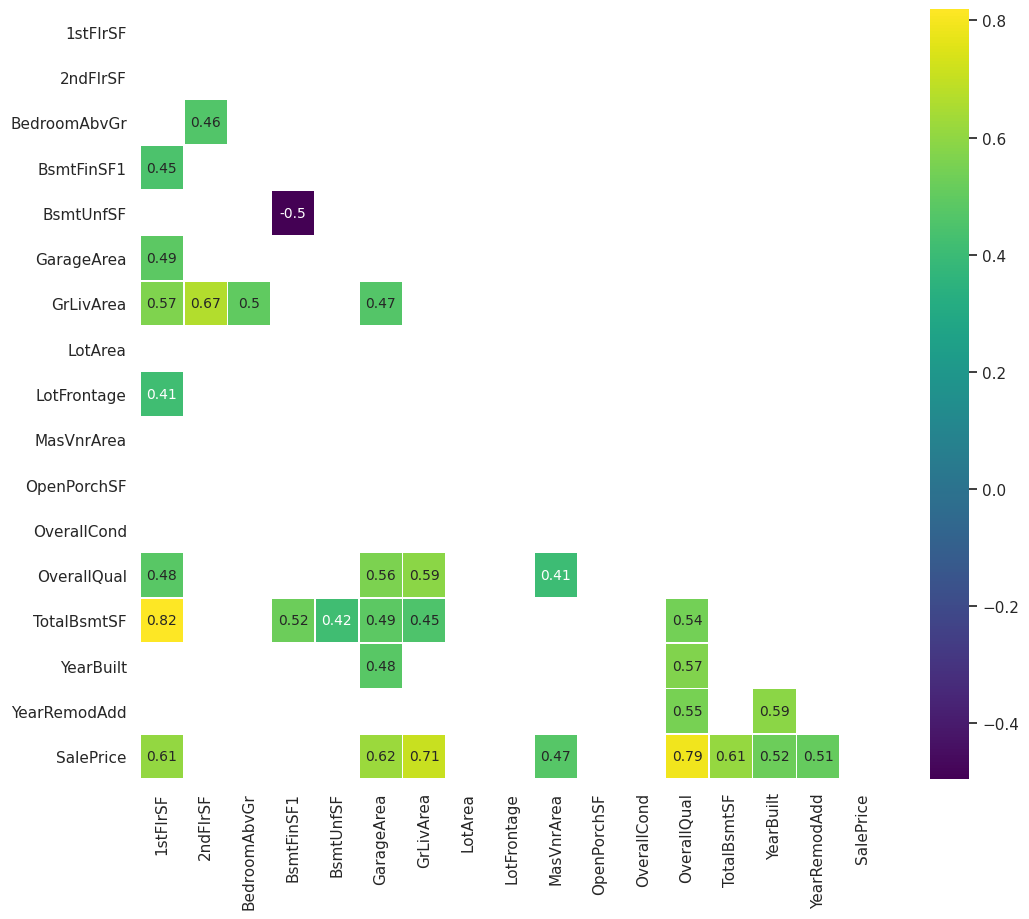 1stFlrSF
2ndFlrSF
BedroomAbvGr 0.46
BsmtFinSF1 0.45
BsmtUnfSF -0.5
GarageArea 0.49
GrLivArea 0.57 0.67 0.5 0.47
LotArea
LotFrontage 0.41
MasVnrArea
OpenPorchSF
OverallCond
OverallQual 0.48 0.56 0.59 0.41
TotalBsmtSF 0.82 0.52 0.42 0.49 0.45 0.54
YearBuilt 0.48 0.57
YearRemodAdd 0.55 0.59
SalePrice 0.61 0.62 0.71 0.47 0.79 0.61 0.52 0.51
1stFlrSF
2ndFlrSF
BedroomAbvGr
BsmtFinSF1
BsmtUnfSF
GarageArea
GrLivArea
LotArea
LotFrontage
MasVnrArea
OpenPorchSF
OverallCond
OverallQual
TotalBsmtSF
YearBuilt
YearRemodAdd
SalePrice
0.8
0.6
0.4
0.2
0.0
−0.2
−0.4